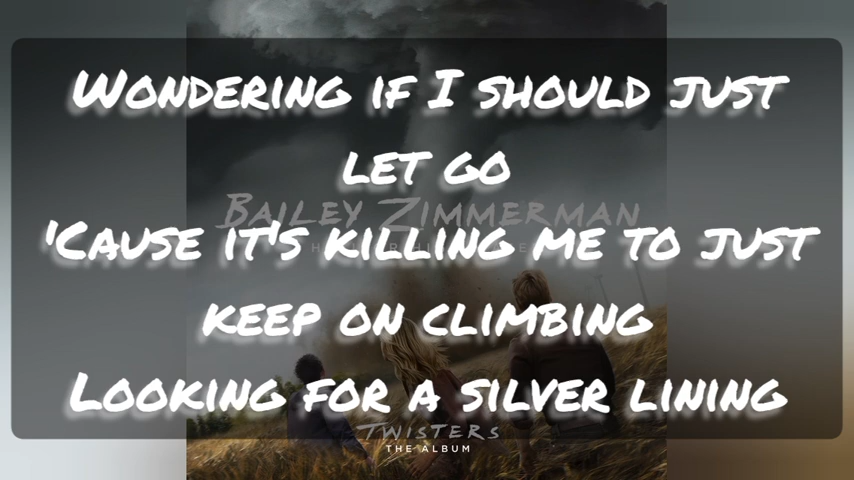 Wondering if I should just
let go
Bailey Zimmerman
'Cause it's killing me to just
keep on climbing
Looking for a silver lining
Twisters
THE ALBUM